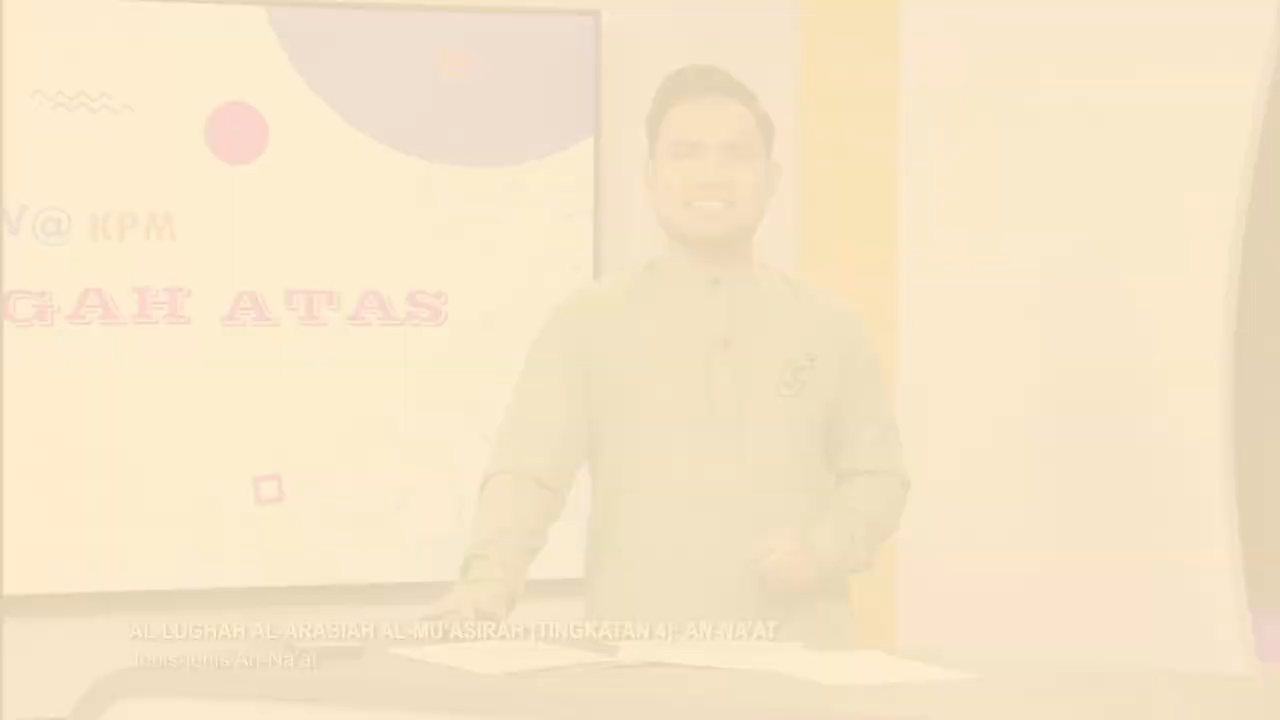 V@ KPM
GAH ATAS
AL-LUGHAH AL-ARABIAH AL-MU'ASIRAH (TINGKATAN 4): AN-NA'AT
Jenis-jenis An-Na'at